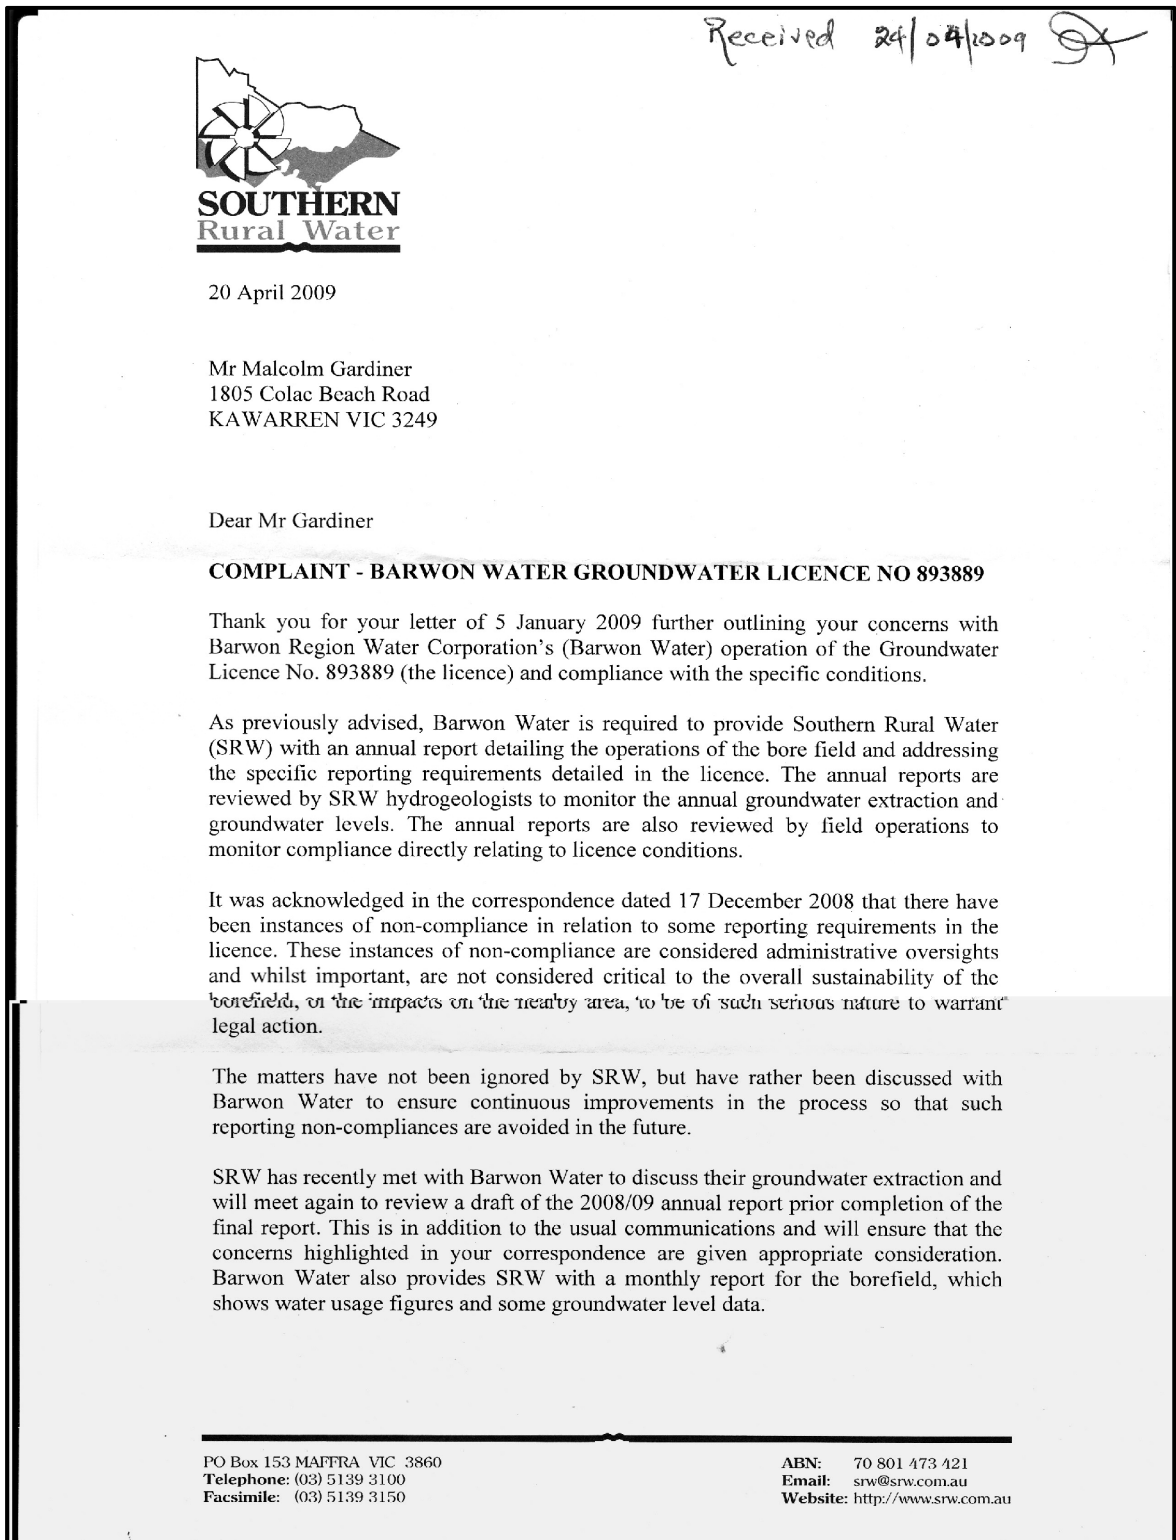 Received 24/04/2009
SOUTHERN
Rural Water
20 April 2009
Mr Malcolm Gardiner
1805 Colac Beach Road
KAWARREN VIC 3249
Dear Mr Gardiner
COMPLAINT - BARWON WATER GROUNDWATER LICENCE NO 893889
Thank you for your letter of 5 January 2009 further outlining your concerns with
Barwon Region Water Corporation's (Barwon Water) operation of the Groundwater
Licence No. 893889 (the licence) and compliance with the specific conditions.
As previously advised, Barwon Water is required to provide Southern Rural Water
(SRW) with an annual report detailing the operations of the bore field and addressing
the specific reporting requirements detailed in the licence. The annual reports are
reviewed by SRW hydrogeologists to monitor the annual groundwater extraction and
groundwater levels. The annual reports are also reviewed by field operations to
monitor compliance directly relating to licence conditions.
It was acknowledged in the correspondence dated 17 December 2008 that there have
been instances of non-compliance in relation to some reporting requirements in the
licence. These instances of non-compliance are considered administrative oversights
and whilst important, are not considered critical to the overall sustainability of the
borefield, or the impacts on the nearby area, to be of such serious nature to warrant
legal action.
The matters have not been ignored by SRW, but have rather been discussed with
Barwon Water to ensure continuous improvements in the process so that such
reporting non-compliances are avoided in the future.
SRW has recently met with Barwon Water to discuss their groundwater extraction and
will meet again to review a draft of the 2008/09 annual report prior completion of the
final report. This is in addition to the usual communications and will ensure that the
concerns highlighted in your correspondence are given appropriate consideration.
Barwon Water also provides SRW with a monthly report for the borefield, which
shows water usage figures and some groundwater level data.
PO Box 153 MAFFRA VIC 3860
Telephone: (03) 5139 3100
Facsimile: (03) 5139 3150
ABN: 70 801 473 421
Email: srw@srw.com.au
Website: http://www.srw.com.au